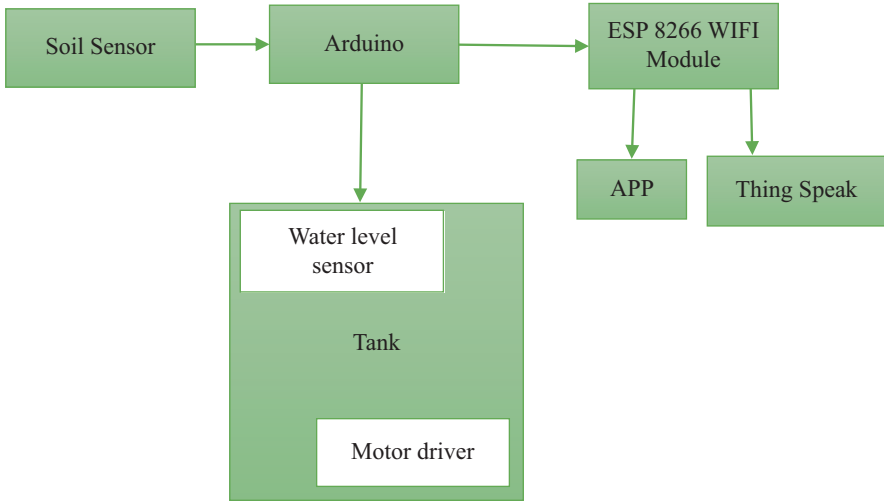 Soil Sensor
Arduino
ESP 8266 WIFI
Module
APP
Thing Speak
Water level
sensor
Tank
Motor driver